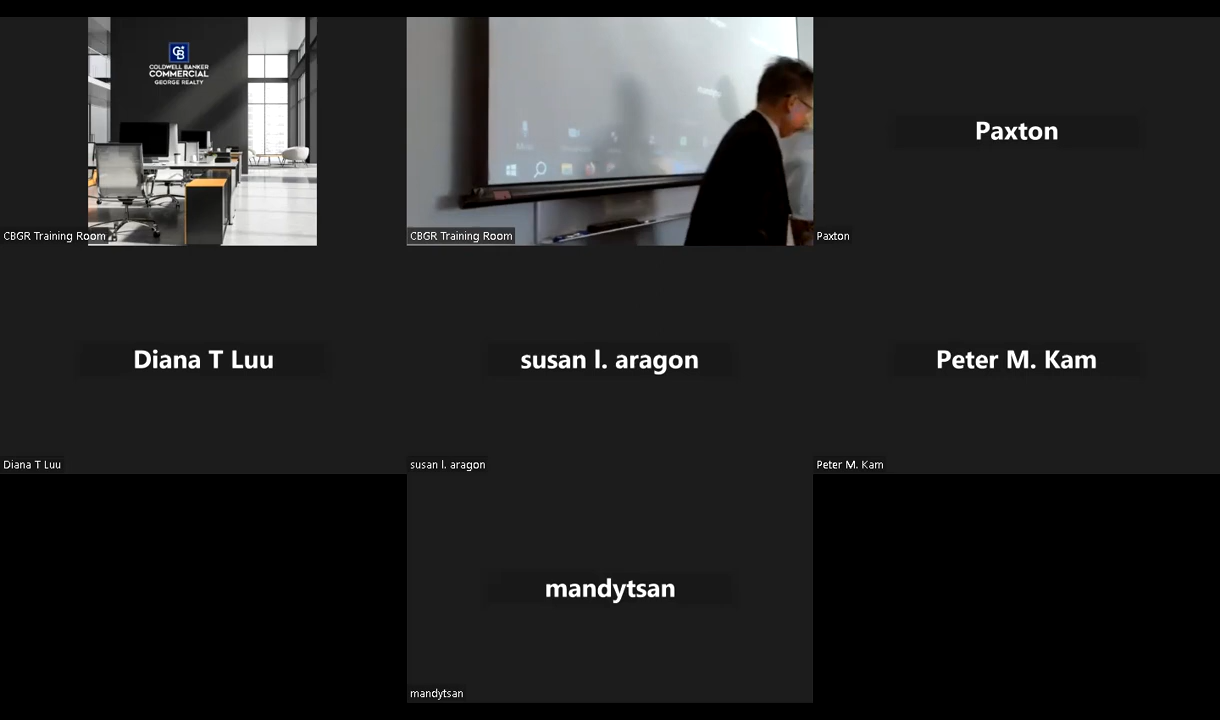 COLDWELL BANKER
COMMERCIAL
GEORGE REALTY
CBGR Training Room
CBGR Training Room
Paxton
Paxton
Diana T Luu
Diana T Luu
susan l. aragon
susan l. aragon
Peter M. Kam
Peter M. Kam
mandytsan
mandytsan